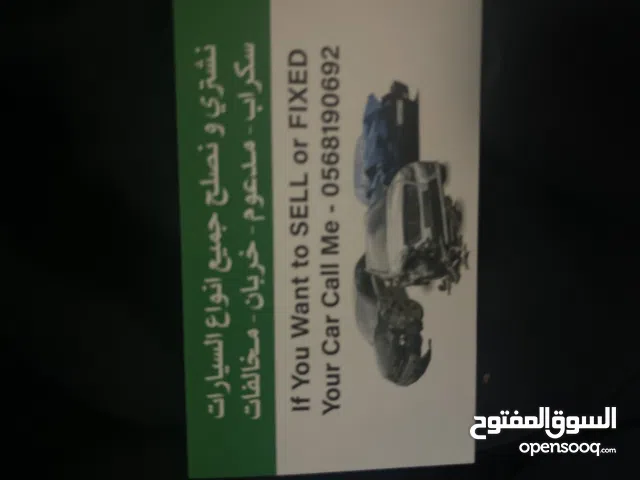 نشتري و نصلح جميع انواع السيارات
سكراب - مدعوم - خربان - مخالفات
If You Want to SELL or FIXED
Your Car Call Me - 0568190692
السوق المفتوح
opensooq.com